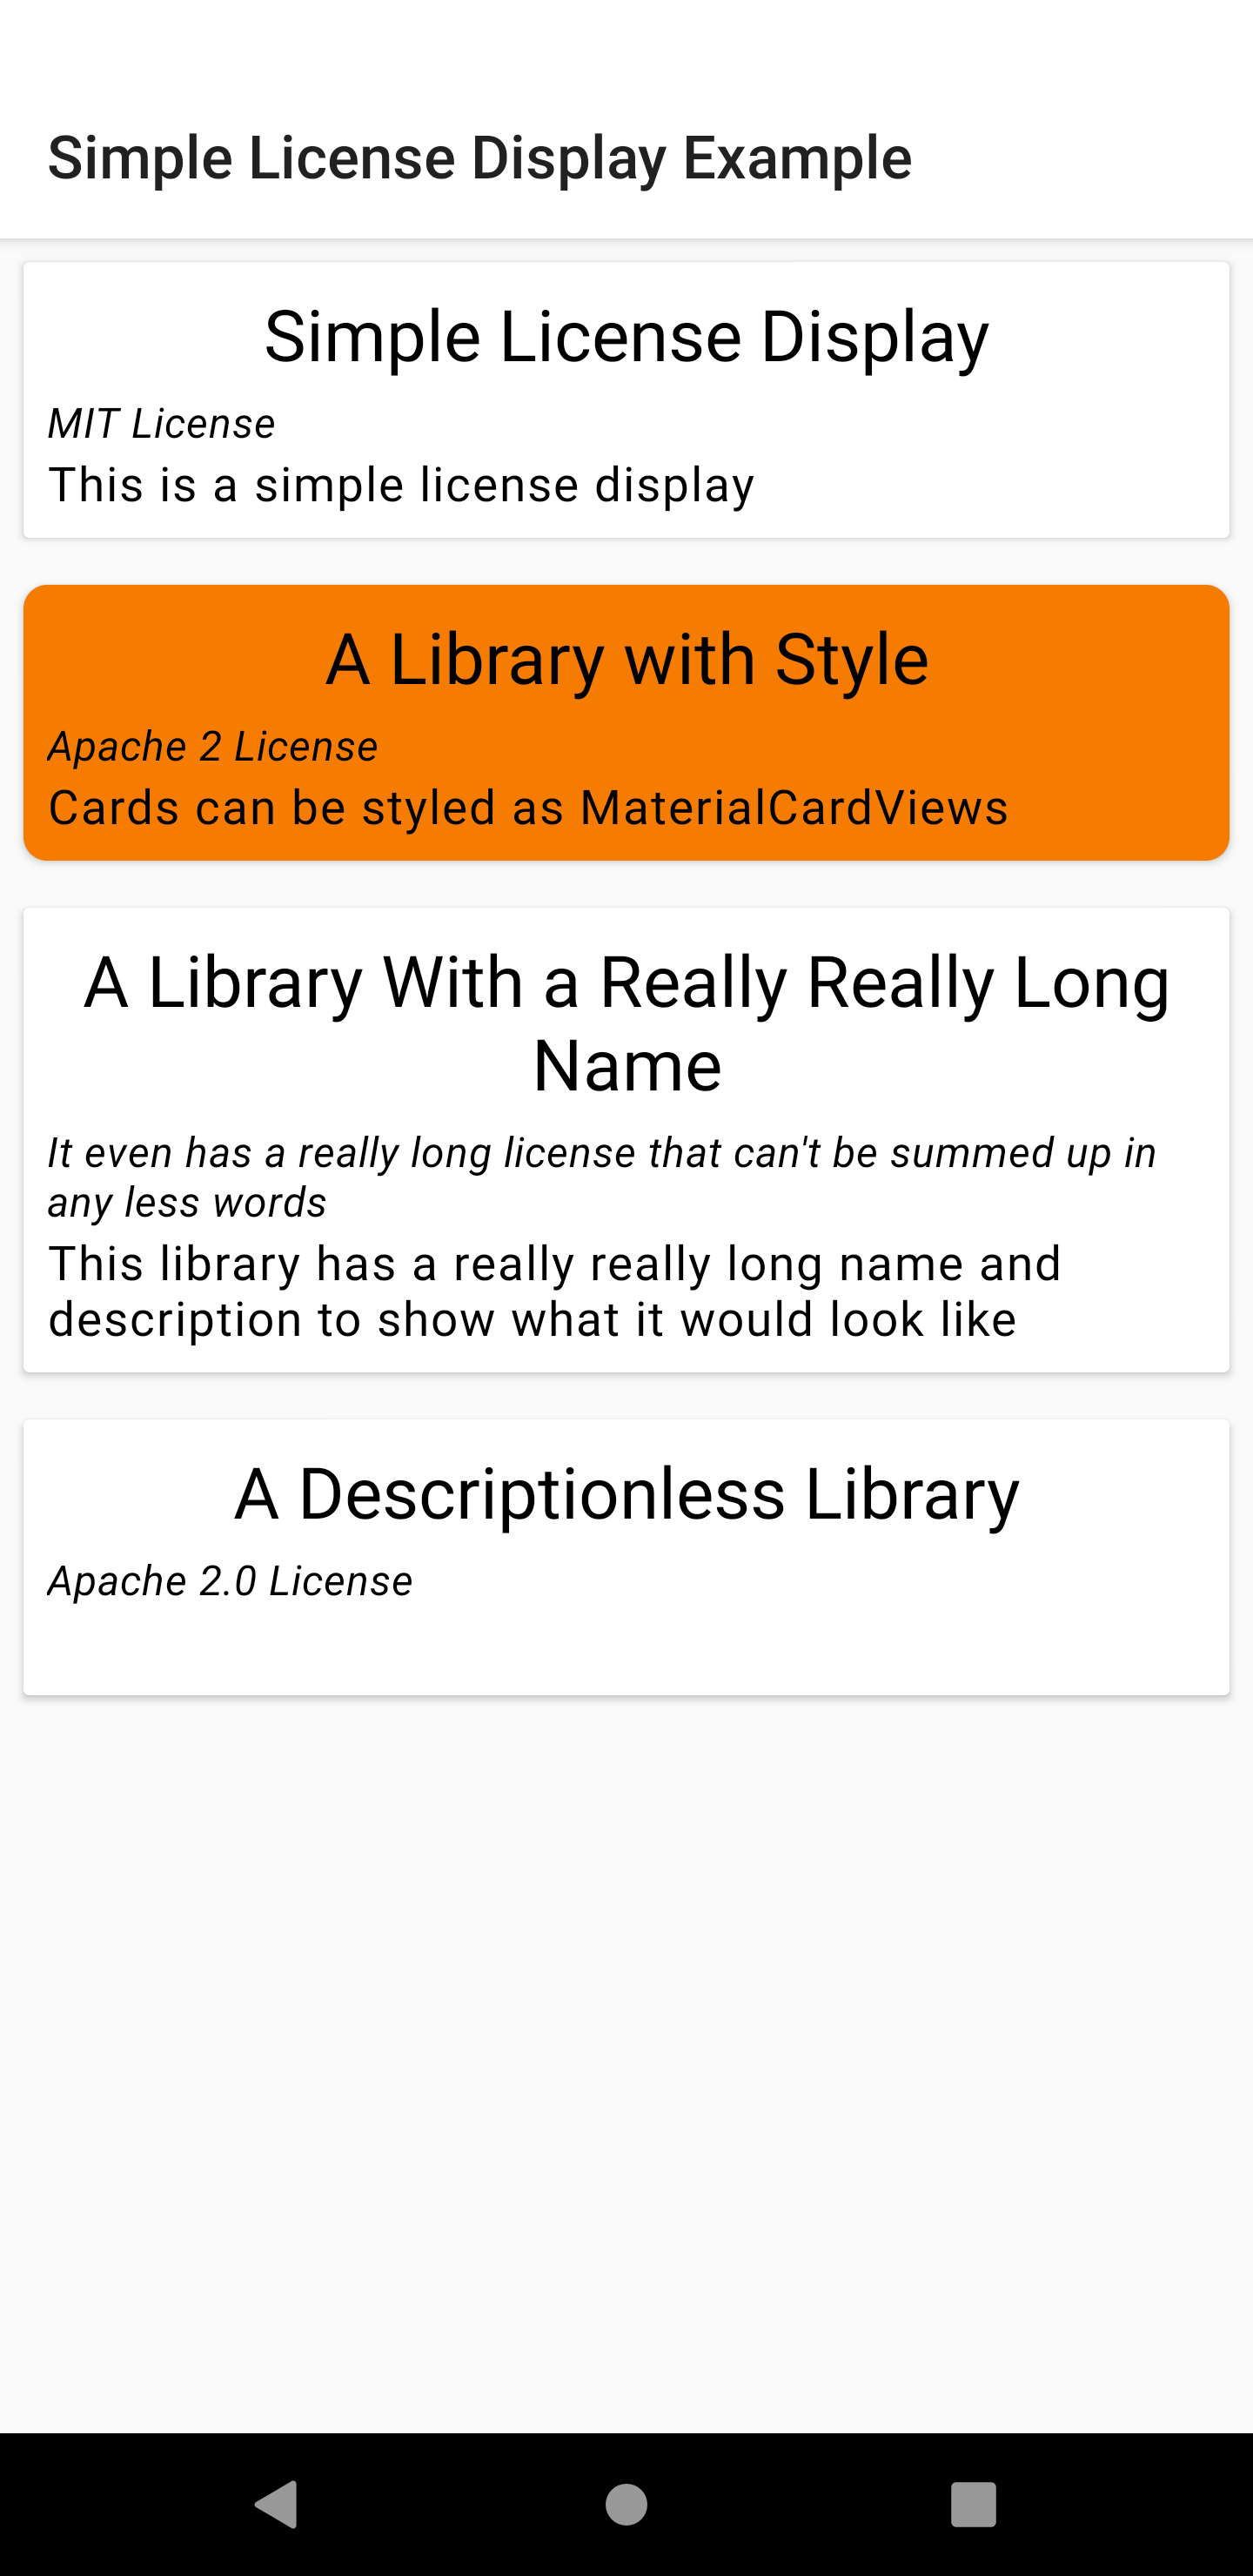 Simple License Display Example
Simple License Display
MIT License
This is a simple license display
A Library with Style
Apache 2 License
Cards can be styled as MaterialCardViews
A Library With a Really Really Long
Name
It even has a really long license that can't be summed up in
any less words
This library has a really really long name and
description to show what it would look like
A Descriptionless Library
Apache 2.0 License